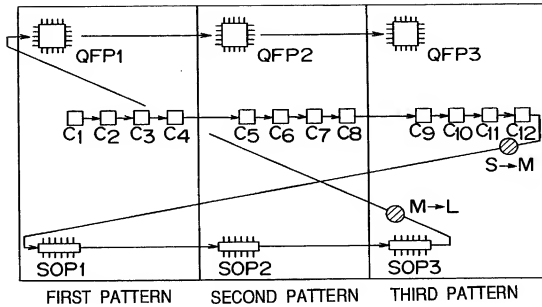 QFP1 QFP2 QFP3
C1 C2 C3 C4 C5 C6 C7 C8 C9 C10 C11 C12
S→M
M→L
SOP1 SOP2 SOP3
FIRST PATTERN SECOND PATTERN THIRD PATTERN